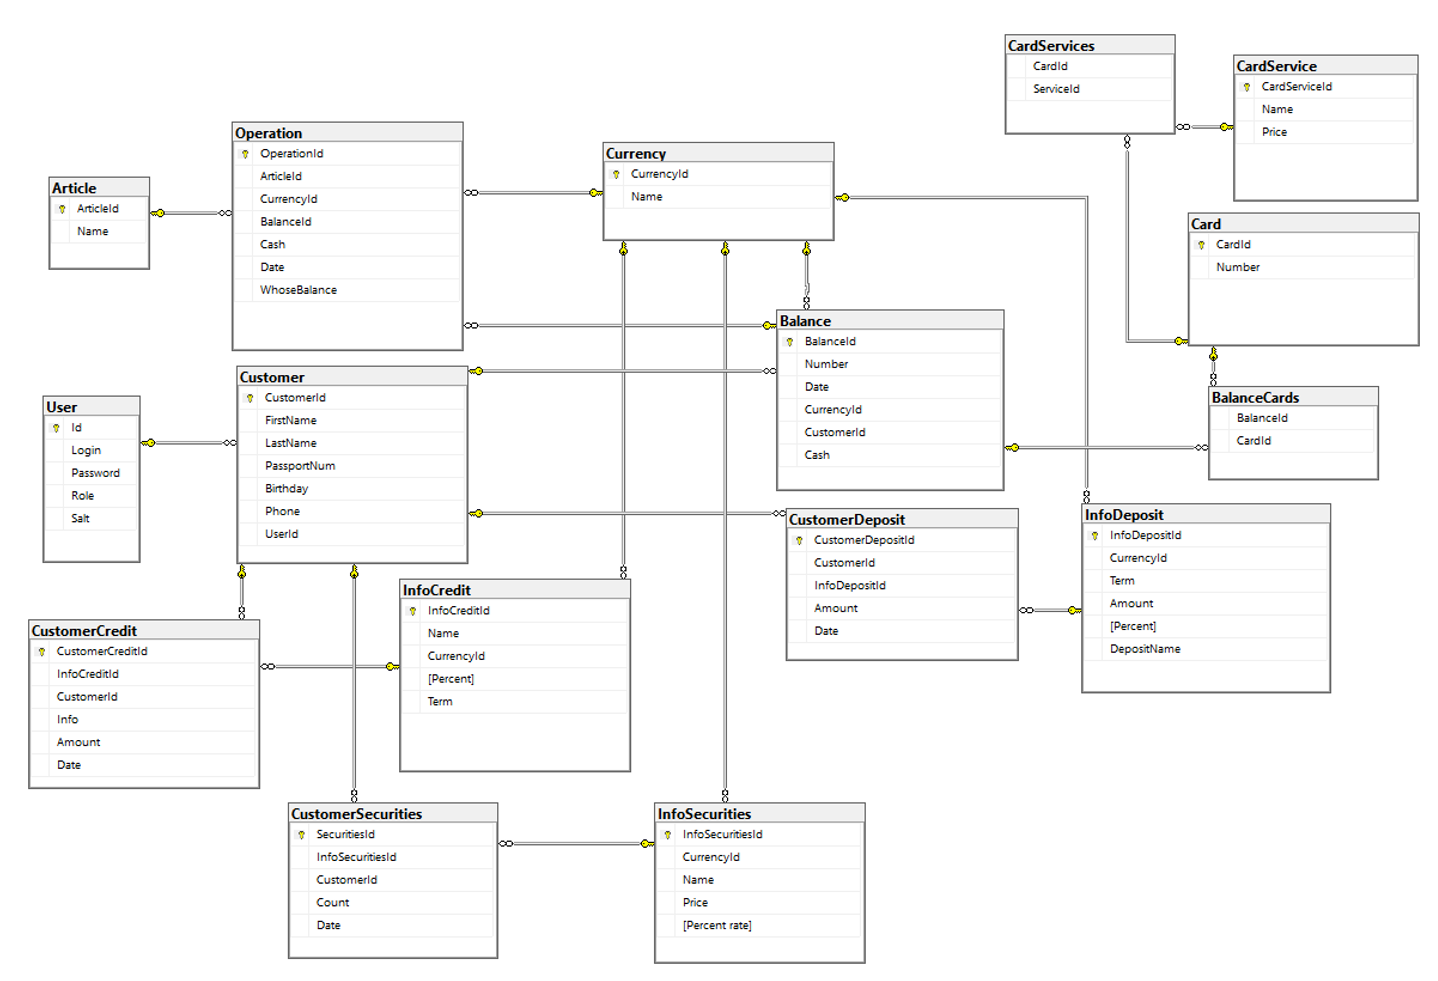 CardServices
CardId
ServiceId
CardService
CardServiceId
Name
Price
Operation
OperationId
ArticleId
CurrencyId
BalanceId
Cash
Date
WhoseBalance
Currency
CurrencyId
Name
Article
ArticleId
Name
Card
CardId
Number
Balance
BalanceId
Number
Date
CurrencyId
CustomerId
Cash
Customer
CustomerId
FirstName
LastName
PassportNum
Birthday
Phone
UserId
User
Id
Login
Password
Role
Salt
BalanceCards
BalanceId
CardId
CustomerDeposit
CustomerDepositId
CustomerId
InfoDepositId
Amount
Date
InfoDeposit
InfoDepositId
CurrencyId
Term
Amount
[Percent]
DepositName
InfoCredit
InfoCreditId
Name
CurrencyId
[Percent]
Term
CustomerCredit
CustomerCreditId
InfoCreditId
CustomerId
Info
Amount
Date
CustomerSecurities
SecuritiesId
InfoSecuritiesId
CustomerId
Count
Date
InfoSecurities
InfoSecuritiesId
CurrencyId
Name
Price
[Percent rate]